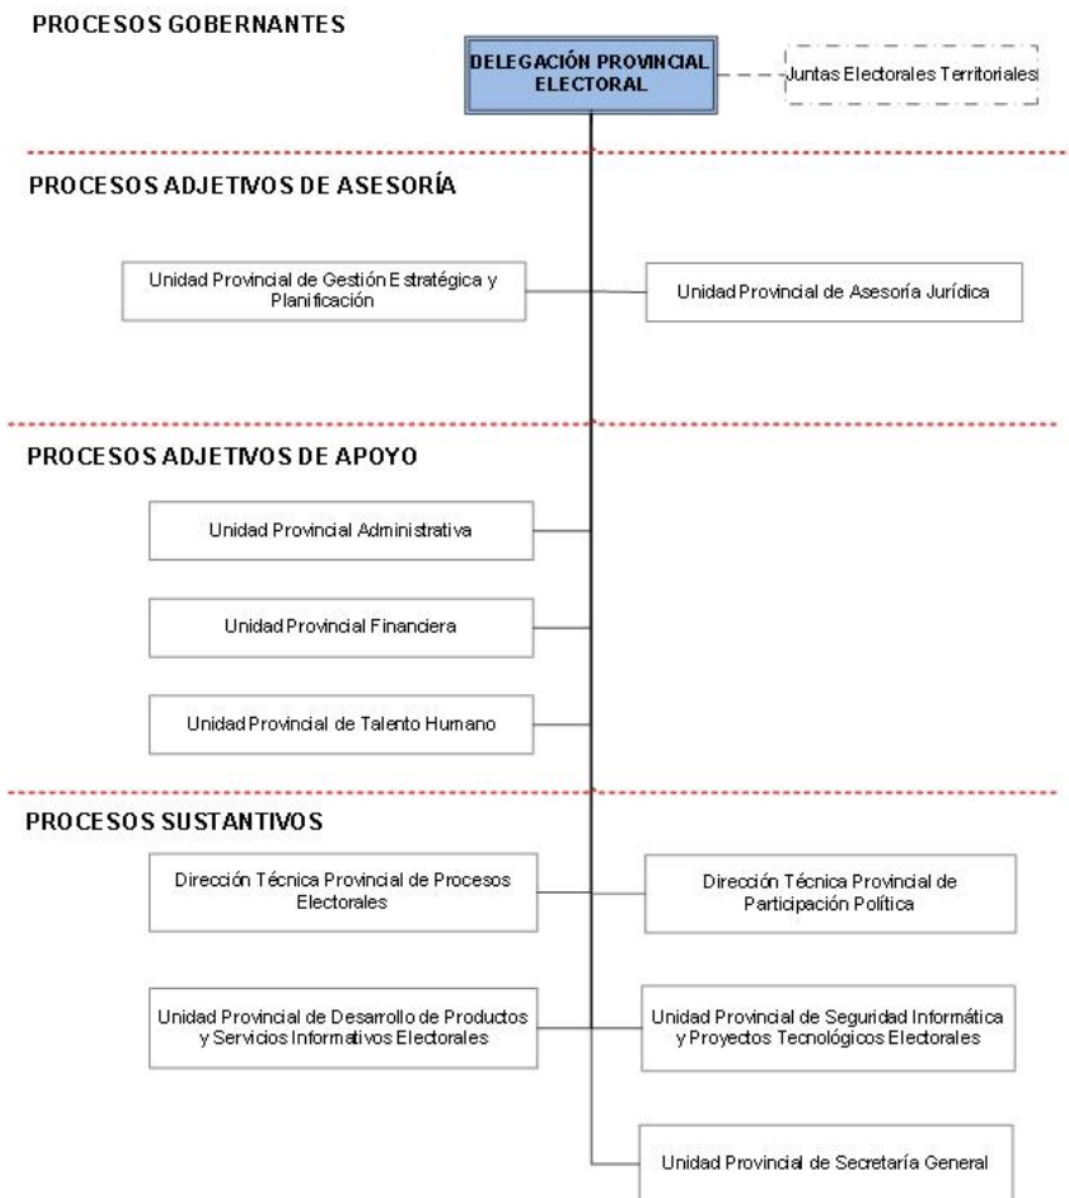 PROCESOS GOBERNANTES
DELEGACIÓN PROVINCIAL
ELECTORAL
Juntas Electorales Territoriales
PROCESOS ADJETIVOS DE ASESORÍA
Unidad Provincial de Gestión Estratégica y
Planificación
Unidad Provincial de Asesoría Jurídica
PROCESOS ADJETIVOS DE APOYO
Unidad Provincial Administrativa
Unidad Provincial Financiera
Unidad Provincial de Talento Humano
PROCESOS SUSTANTIVOS
Dirección Técnica Provincial de Procesos
Electorales
Dirección Técnica Provincial de
Participación Política
Unidad Provincial de Desarrollo de Productos
y Servicios Informativos Electorales
Unidad Provincial de Seguridad Informática
y Proyectos Tecnológicos Electorales
Unidad Provincial de Secretaría General